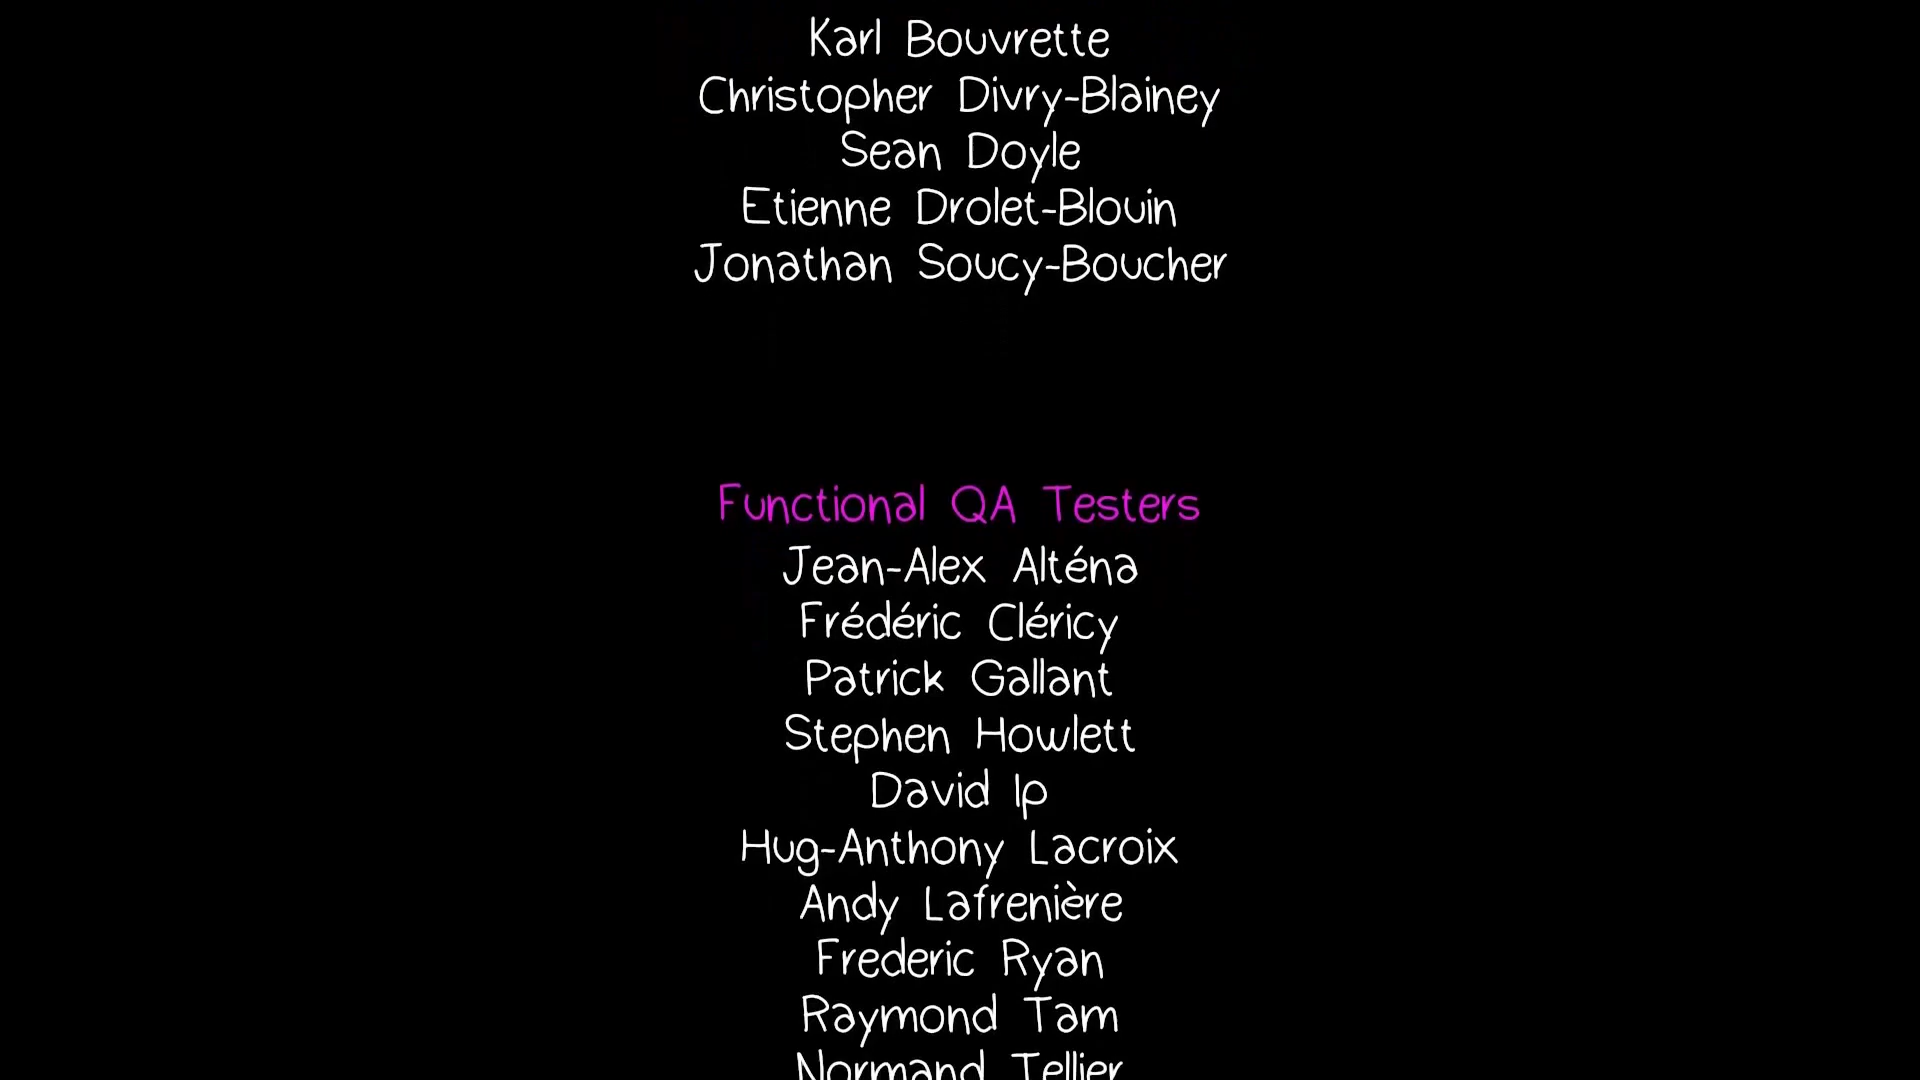 Karl Bouvrette
Christopher Divry-Blainey
Sean Doyle
Etienne Drolet-Blouin
Jonathan Soucy-Boucher
Functional QA Testers
Jean-Alex Alténa
Frédéric Cléricy
Patrick Gallant
Stephen Howlett
David Ip
Hug-Anthony Lacroix
Andy Lafrenière
Frederic Ryan
Raymond Tam
Normand Tellier